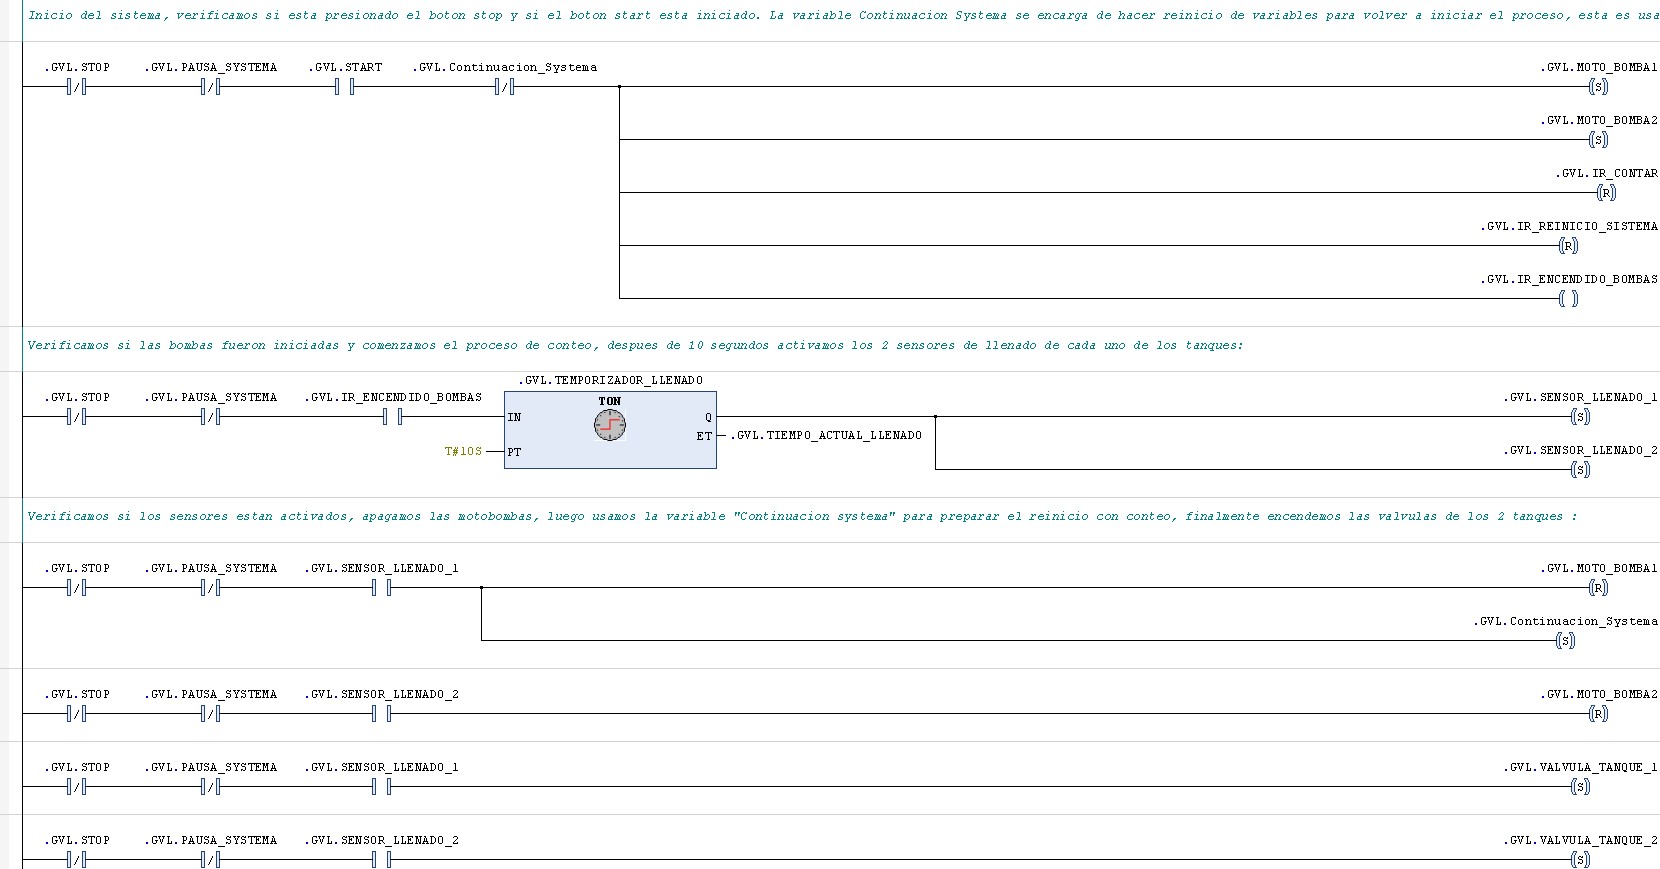 Inicio del sistema, verificamos si esta presionado el boton stop y si el boton start esta iniciado. La variable Continuacion Systema se encarga de hacer reinicio de variables para volver a iniciar el proceso, esta es usa
.GVL.STOP .GVL.PAUSA_SYSTEMA .GVL.START .GVL.Continuacion_Systema .GVL.MOTO_BOMBA1
/ / / S
.GVL.MOTO_BOMBA2
S
.GVL.IR_CONTAR
R
.GVL.IR_REINICIO_SISTEMA
R
.GVL.IR_ENCENDIDO_BOMBAS
Verificamos si las bombas fueron iniciadas y comenzamos el proceso de conteo, despues de 10 segundos activamos los 2 sensores de llenado de cada uno de los tanques:
.GVL.TEMPORIZADOR_LLENADO
.GVL.STOP .GVL.PAUSA_SYSTEMA .GVL.IR_ENCENDIDO_BOMBAS TON .GVL.SENSOR_LLENADO_1
/ / IN Q S
ET .GVL.TIEMPO_ACTUAL_LLENADO
T#10S PT .GVL.SENSOR_LLENADO_2
S
Verificamos si los sensores estan activados, apagamos las motobombas, luego usamos la variable "Continuacion systema" para preparar el reinicio con conteo, finalmente encendemos las valvulas de los 2 tanques :
.GVL.STOP .GVL.PAUSA_SYSTEMA .GVL.SENSOR_LLENADO_1 .GVL.MOTO_BOMBA1
/ / R
.GVL.Continuacion_Systema
S
.GVL.STOP .GVL.PAUSA_SYSTEMA .GVL.SENSOR_LLENADO_2 .GVL.MOTO_BOMBA2
/ / R
.GVL.STOP .GVL.PAUSA_SYSTEMA .GVL.SENSOR_LLENADO_1 .GVL.VALVULA_TANQUE_1
/ / S
.GVL.STOP .GVL.PAUSA_SYSTEMA .GVL.SENSOR_LLENADO_2 .GVL.VALVULA_TANQUE_2
/ / S